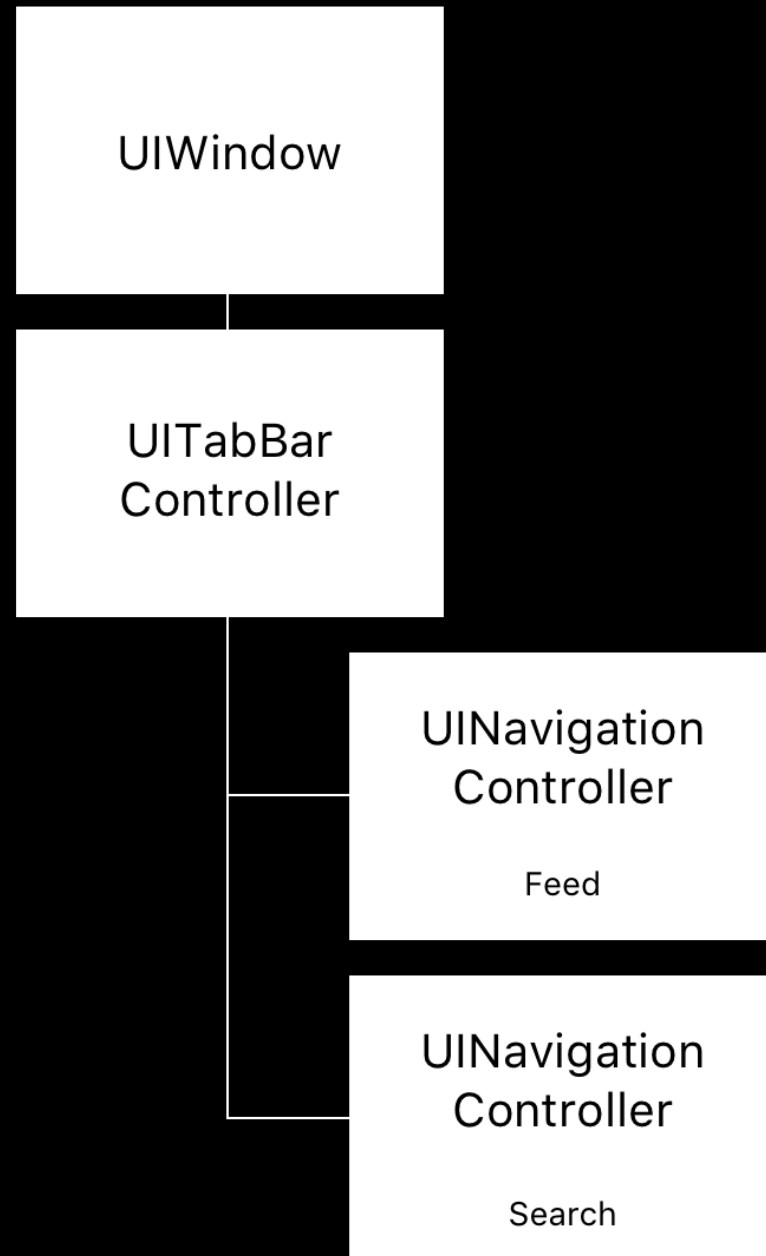 UIWindow
UITabBar
Controller
UINavigation
Controller
Feed
UINavigation
Controller
Search